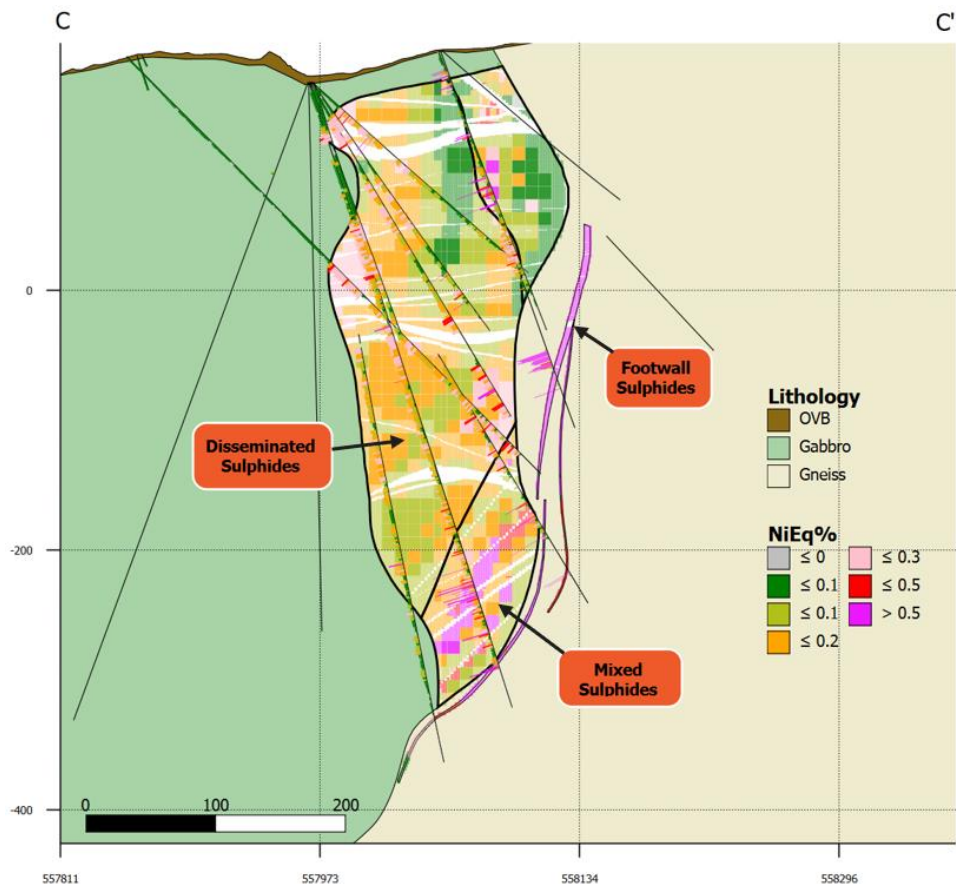 C
C'
0
Footwall
Sulphides
Disseminated
Sulphides
-200
Mixed
Sulphides
-400
0
100
200
Lithology
OVB
Gabbro
Gneiss
NiEq%
≤ 0
≤ 0.1
≤ 0.1
≤ 0.2
≤ 0.3
≤ 0.5
> 0.5
557811
557973
558134
558296